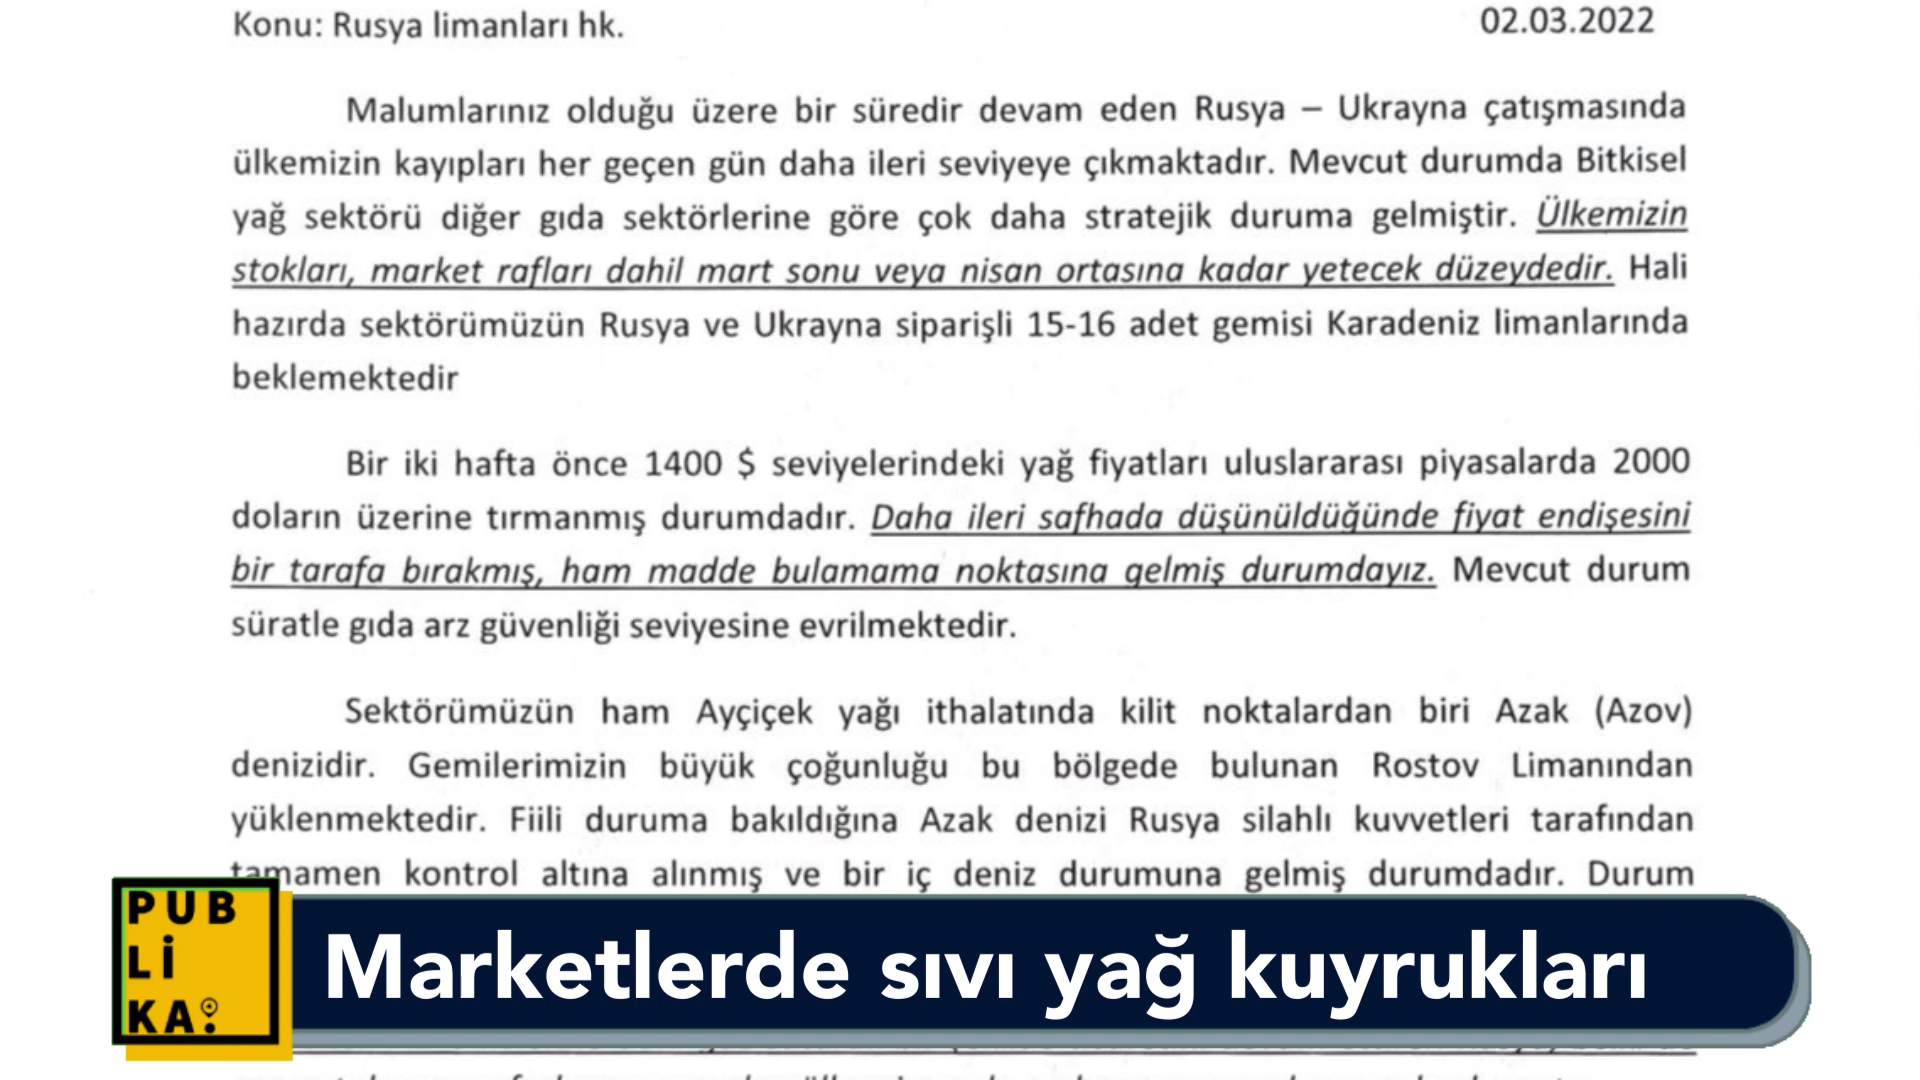 Konu: Rusya limanları hk. 02.03.2022
Malumlarınız olduğu üzere bir süredir devam eden Rusya – Ukrayna çatışmasında
ülkemizin kayıpları her geçen gün daha ileri seviyeye çıkmaktadır. Mevcut durumda Bitkisel
yağ sektörü diğer gıda sektörlerine göre çok daha stratejik duruma gelmiştir. Ülkemizin
stokları, market rafları dahil mart sonu veya nisan ortasına kadar yetecek düzeydedir. Hali
hazırda sektörümüzün Rusya ve Ukrayna siparişli 15-16 adet gemisi Karadeniz limanlarında
beklemektedir
Bir iki hafta önce 1400 $ seviyelerindeki yağ fiyatları uluslararası piyasalarda 2000
doların üzerine tırmanmış durumdadır. Daha ileri safhada düşünüldüğünde fiyat endişesini
bir tarafa bırakmış, ham madde bulamama noktasına gelmiş durumdayız. Mevcut durum
süratle gıda arz güvenliği seviyesine evrilmektedir.
Sektörümüzün ham Ayçiçek yağı ithalatında kilit noktalardan biri Azak (Azov)
denizidir. Gemilerimizin büyük çoğunluğu bu bölgede bulunan Rostov Limanından
yüklenmektedir. Fiili duruma bakıldığına Azak denizi Rusya silahlı kuvvetleri tarafından
tamamen kontrol altına alınmış ve bir iç deniz durumuna gelmiş durumdadır. Durum
PUB
Lİ
KA
Marketlerde sıvı yağ kuyrukları